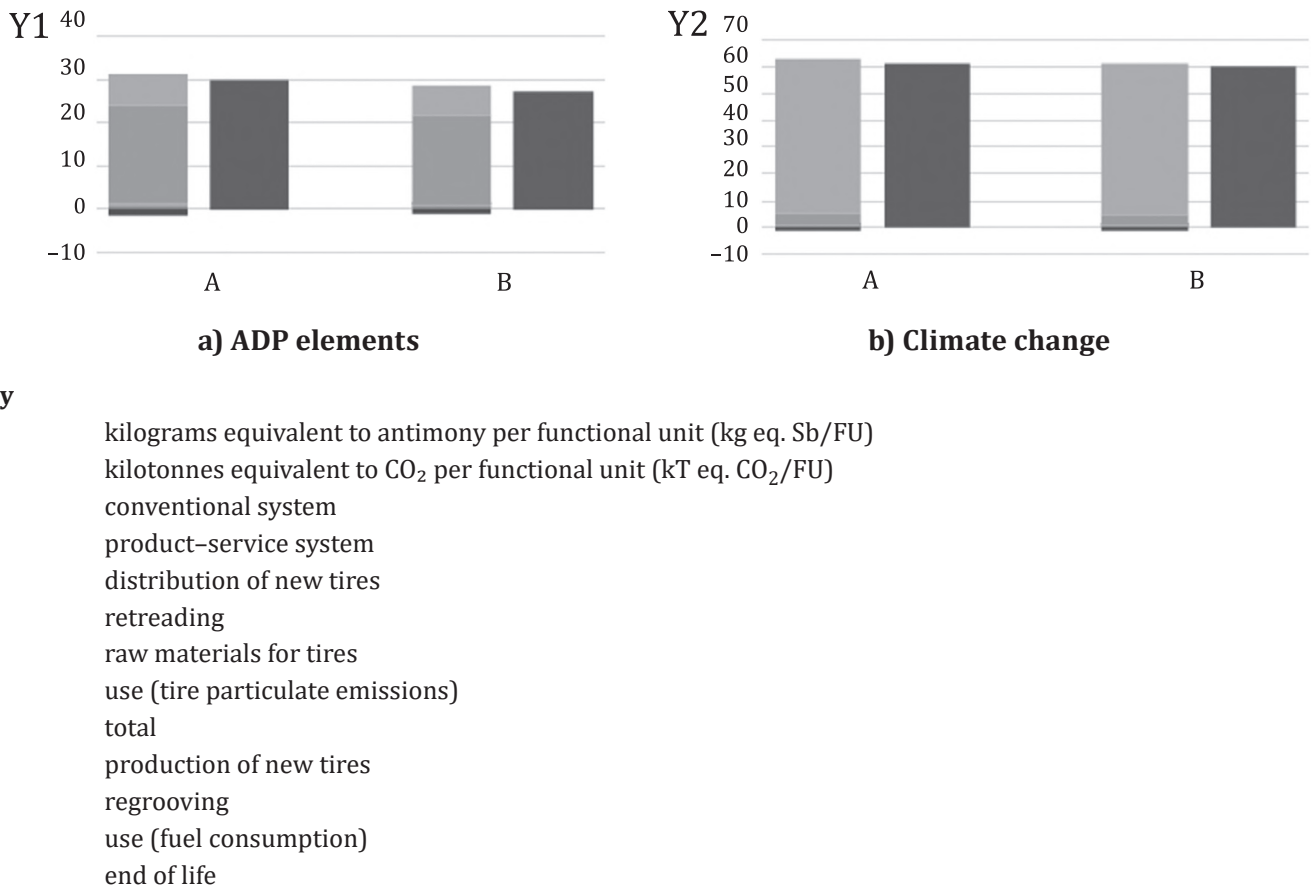 Y1
40
30
20
10
0
−10
A B
a) ADP elements
Y2
70
60
50
40
30
20
10
0
−10
A B
b) Climate change
y
kilograms equivalent to antimony per functional unit (kg eq. Sb/FU)
kilotonnes equivalent to CO₂ per functional unit (kT eq. CO₂/FU)
conventional system
product–service system
distribution of new tires
retreading
raw materials for tires
use (tire particulate emissions)
total
production of new tires
regrooving
use (fuel consumption)
end of life